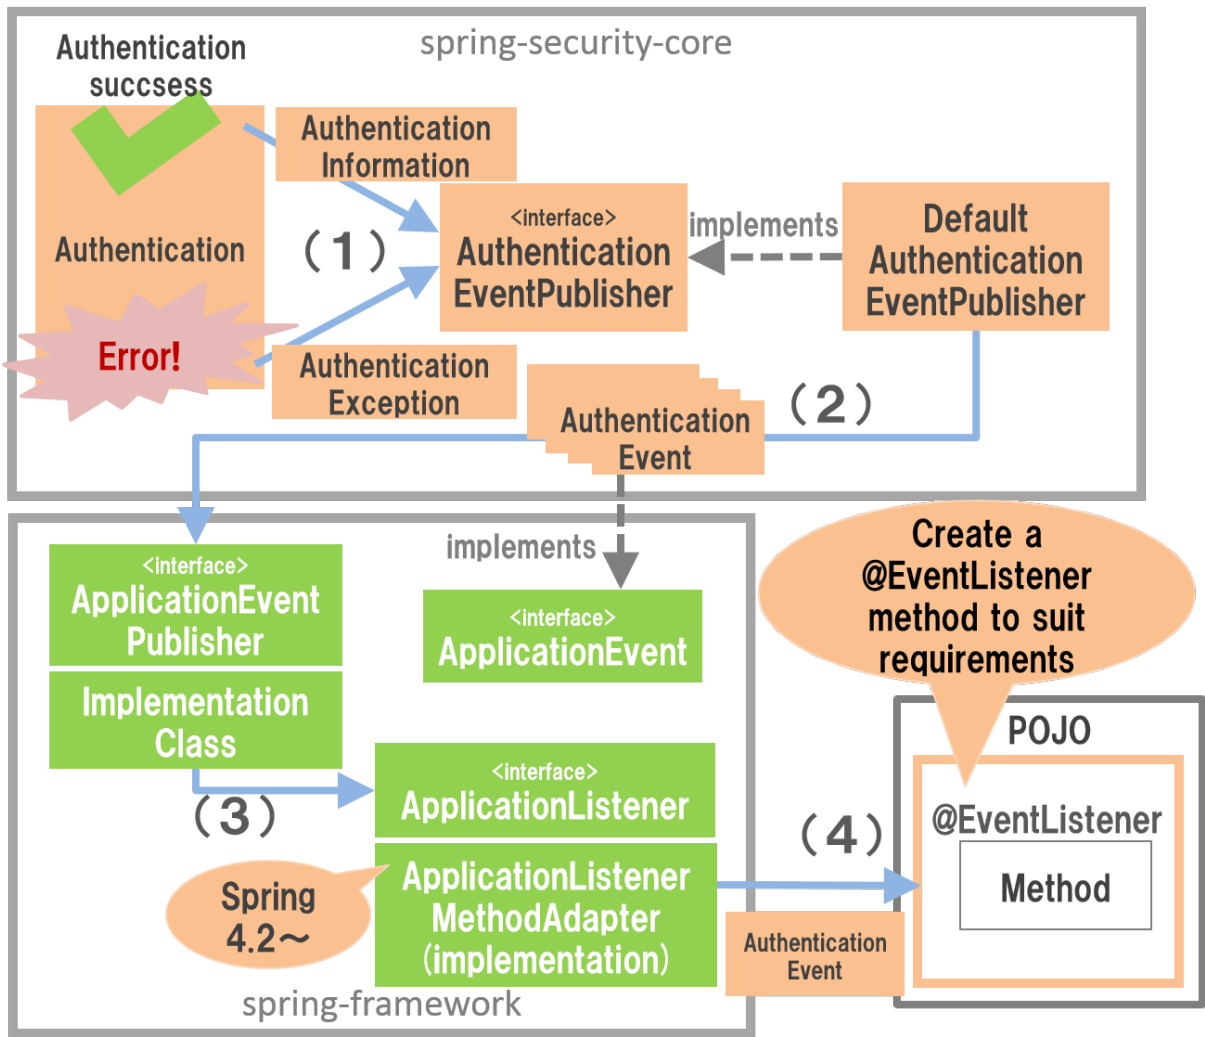 spring-security-core
Authentication
succsess
Authentication
Information
Authentication
Error!
（1）
Authentication
Exception
<interface>
Authentication
EventPublisher
implements
Default
Authentication
EventPublisher
（2）
Authentication
Event
implements
<interface>
ApplicationEvent
Publisher
Implementation
Class
<interface>
ApplicationEvent
（3）
<interface>
ApplicationListener
Spring
4.2～
ApplicationListener
MethodAdapter
(implementation)
spring-framework
（4）
Authentication
Event
Create a
@EventListener
method to suit
requirements
POJO
@EventListener
Method